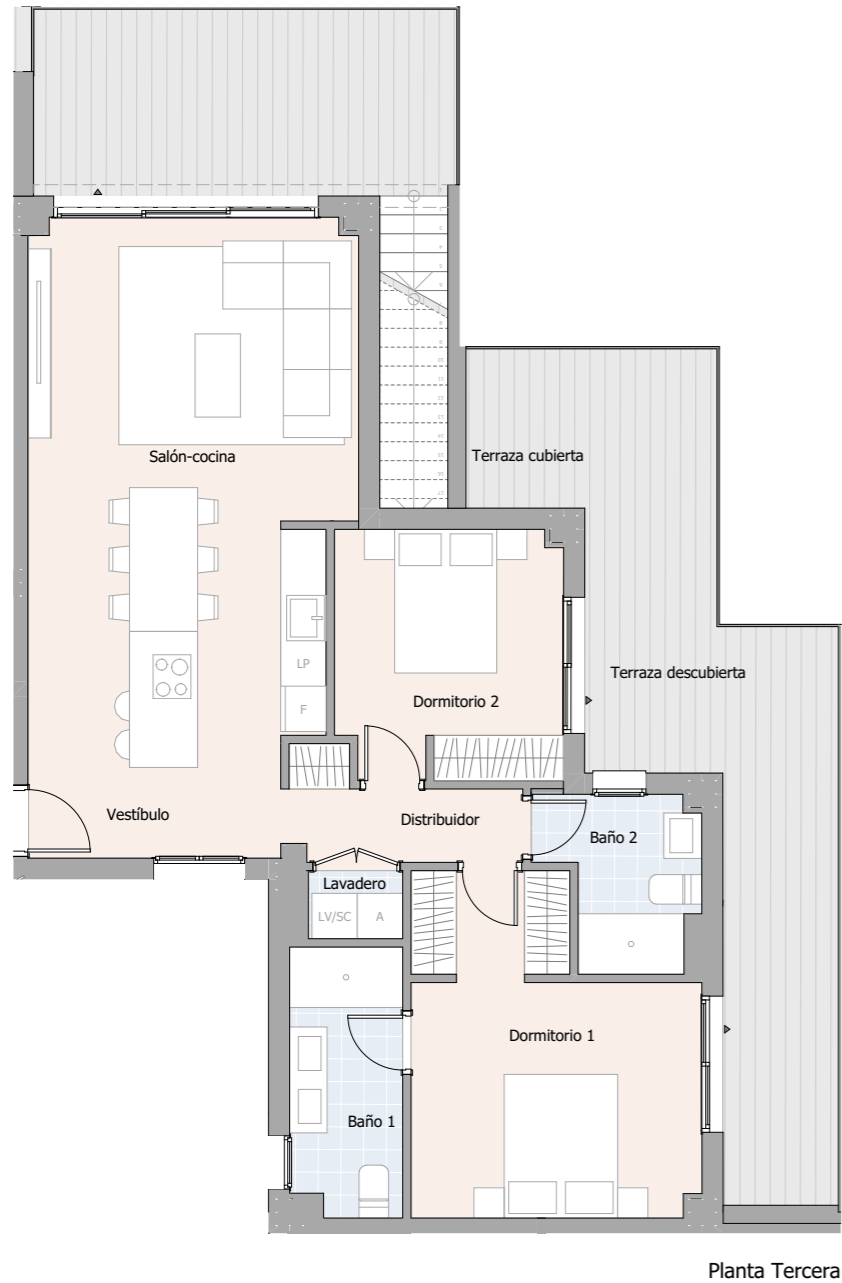 Salón-cocina
Terraza cubierta
LP
F
Dormitorio 2
Terraza descubierta
Vestíbulo
Distribuidor
Baño 2
Lavadero
LV/SC
A
Dormitorio 1
Baño 1
Planta Tercera